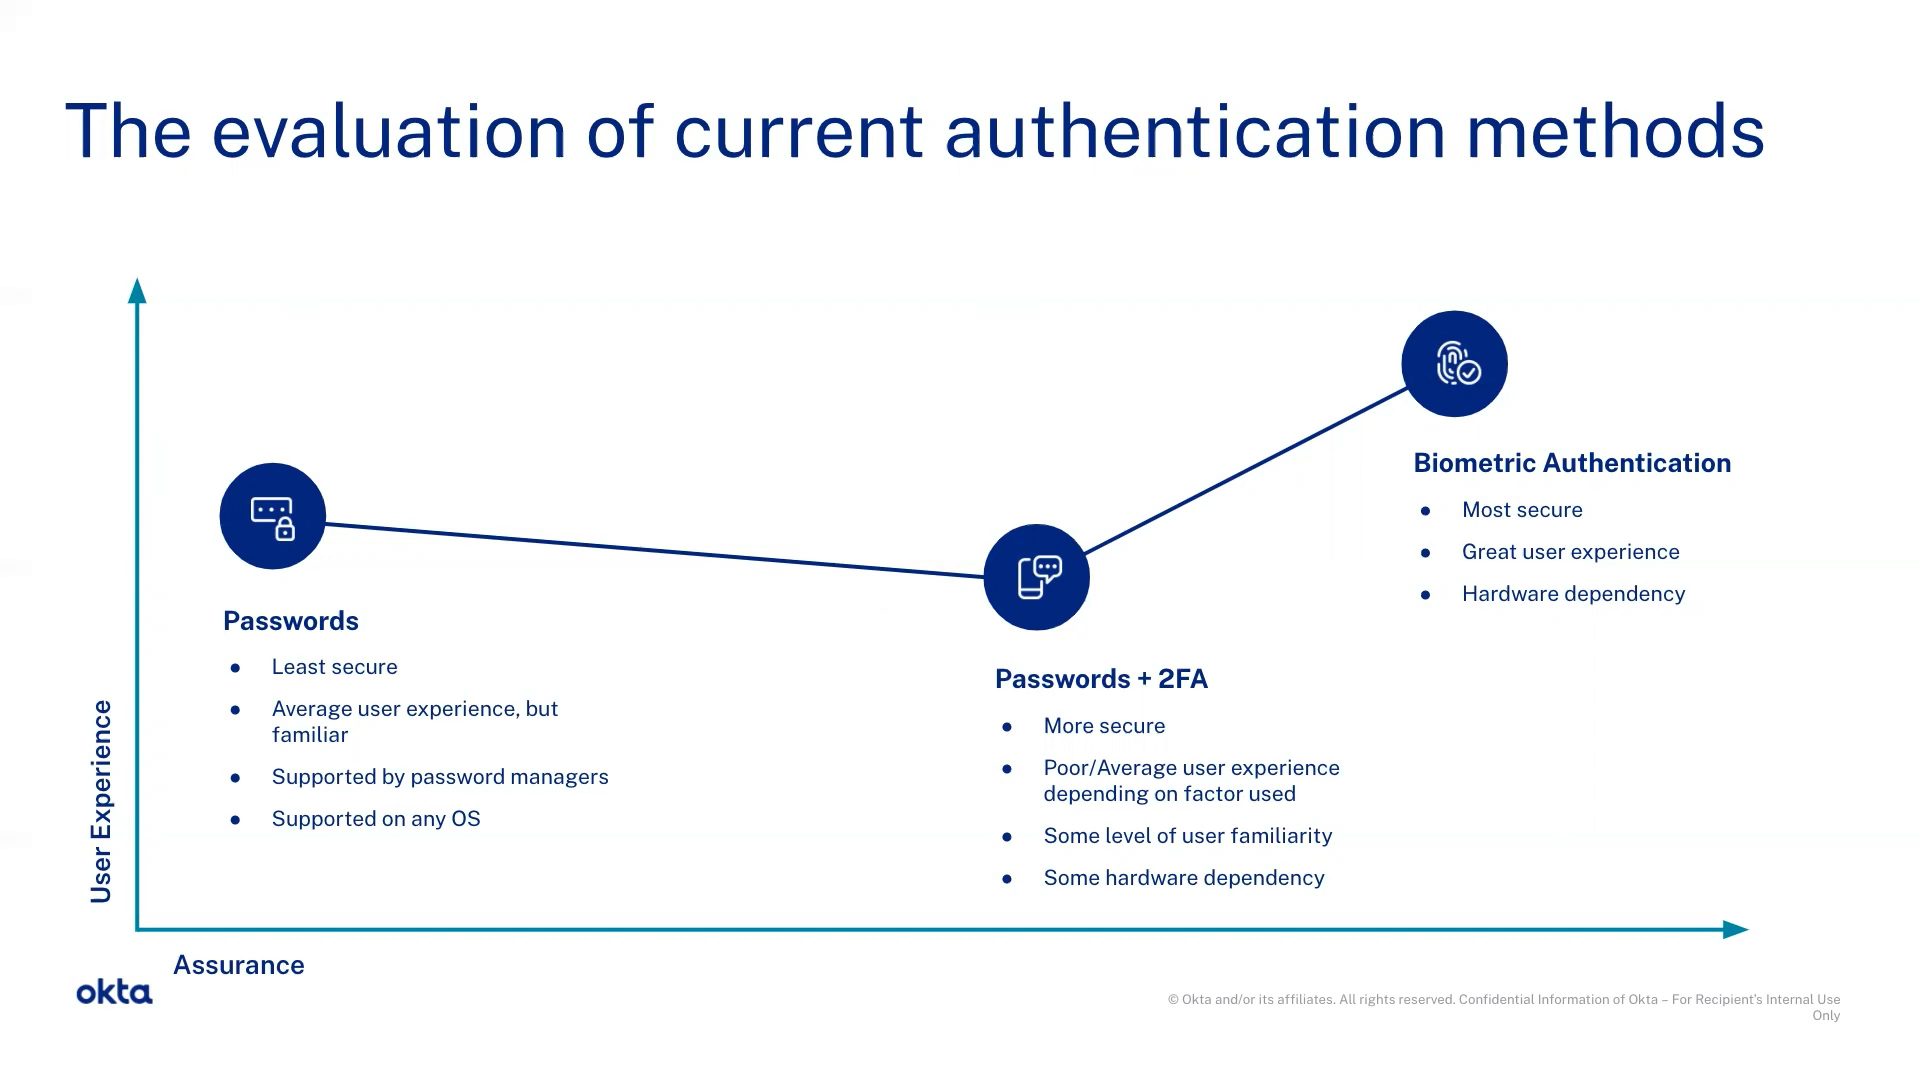 The evaluation of current authentication methods
User Experience
Passwords
● Least secure
● Average user experience, but
familiar
● Supported by password managers
● Supported on any OS
Passwords + 2FA
● More secure
● Poor/Average user experience
depending on factor used
● Some level of user familiarity
● Some hardware dependency
Biometric Authentication
● Most secure
● Great user experience
● Hardware dependency
Assurance
okta
© Okta and/or its affiliates. All rights reserved. Confidential Information of Okta – For Recipient’s Internal Use
Only